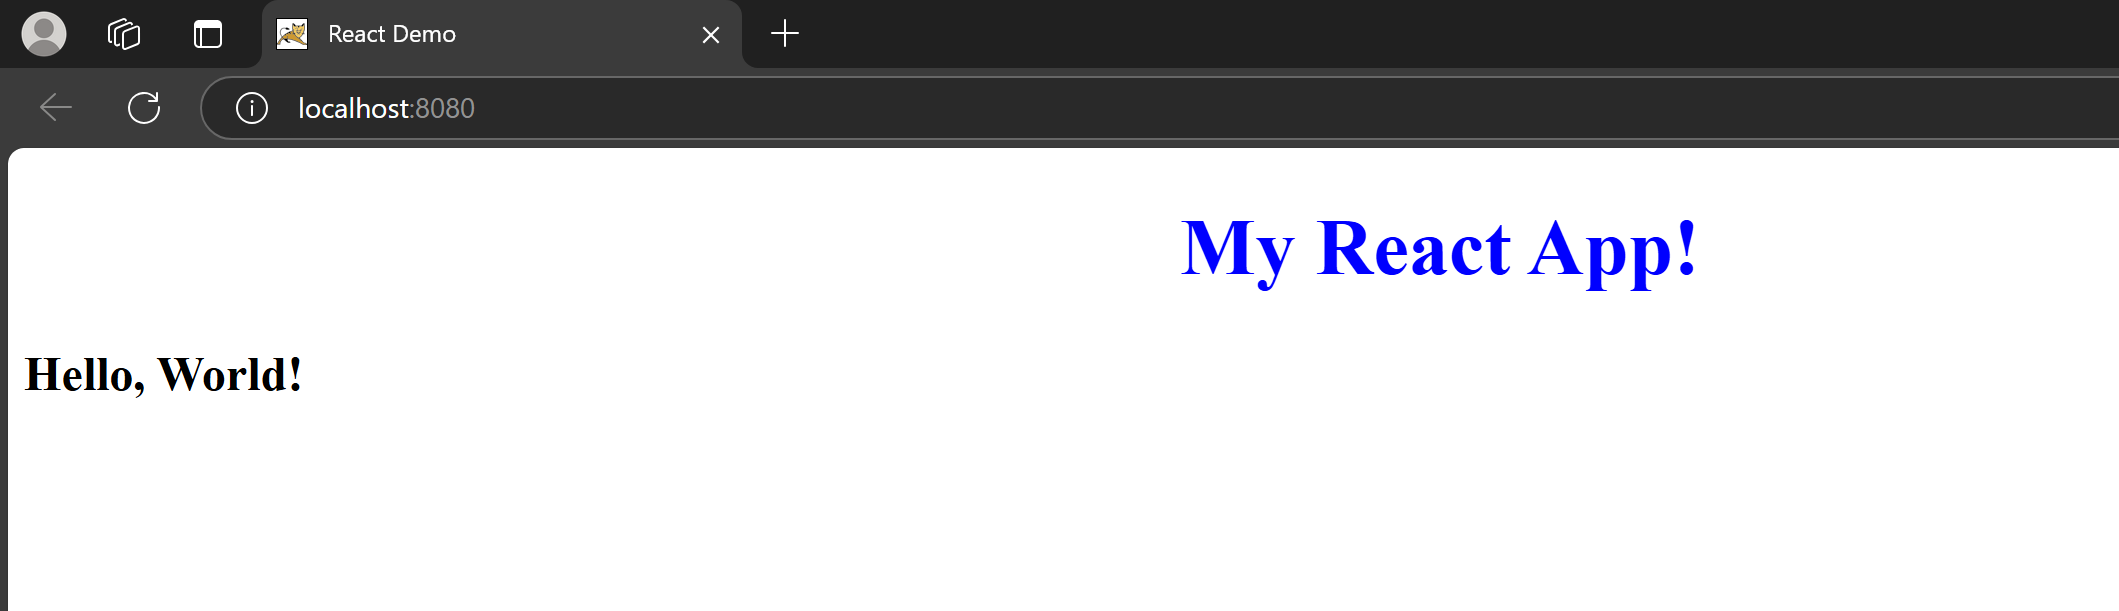 React Demo
localhost:8080
My React App!
Hello, World!